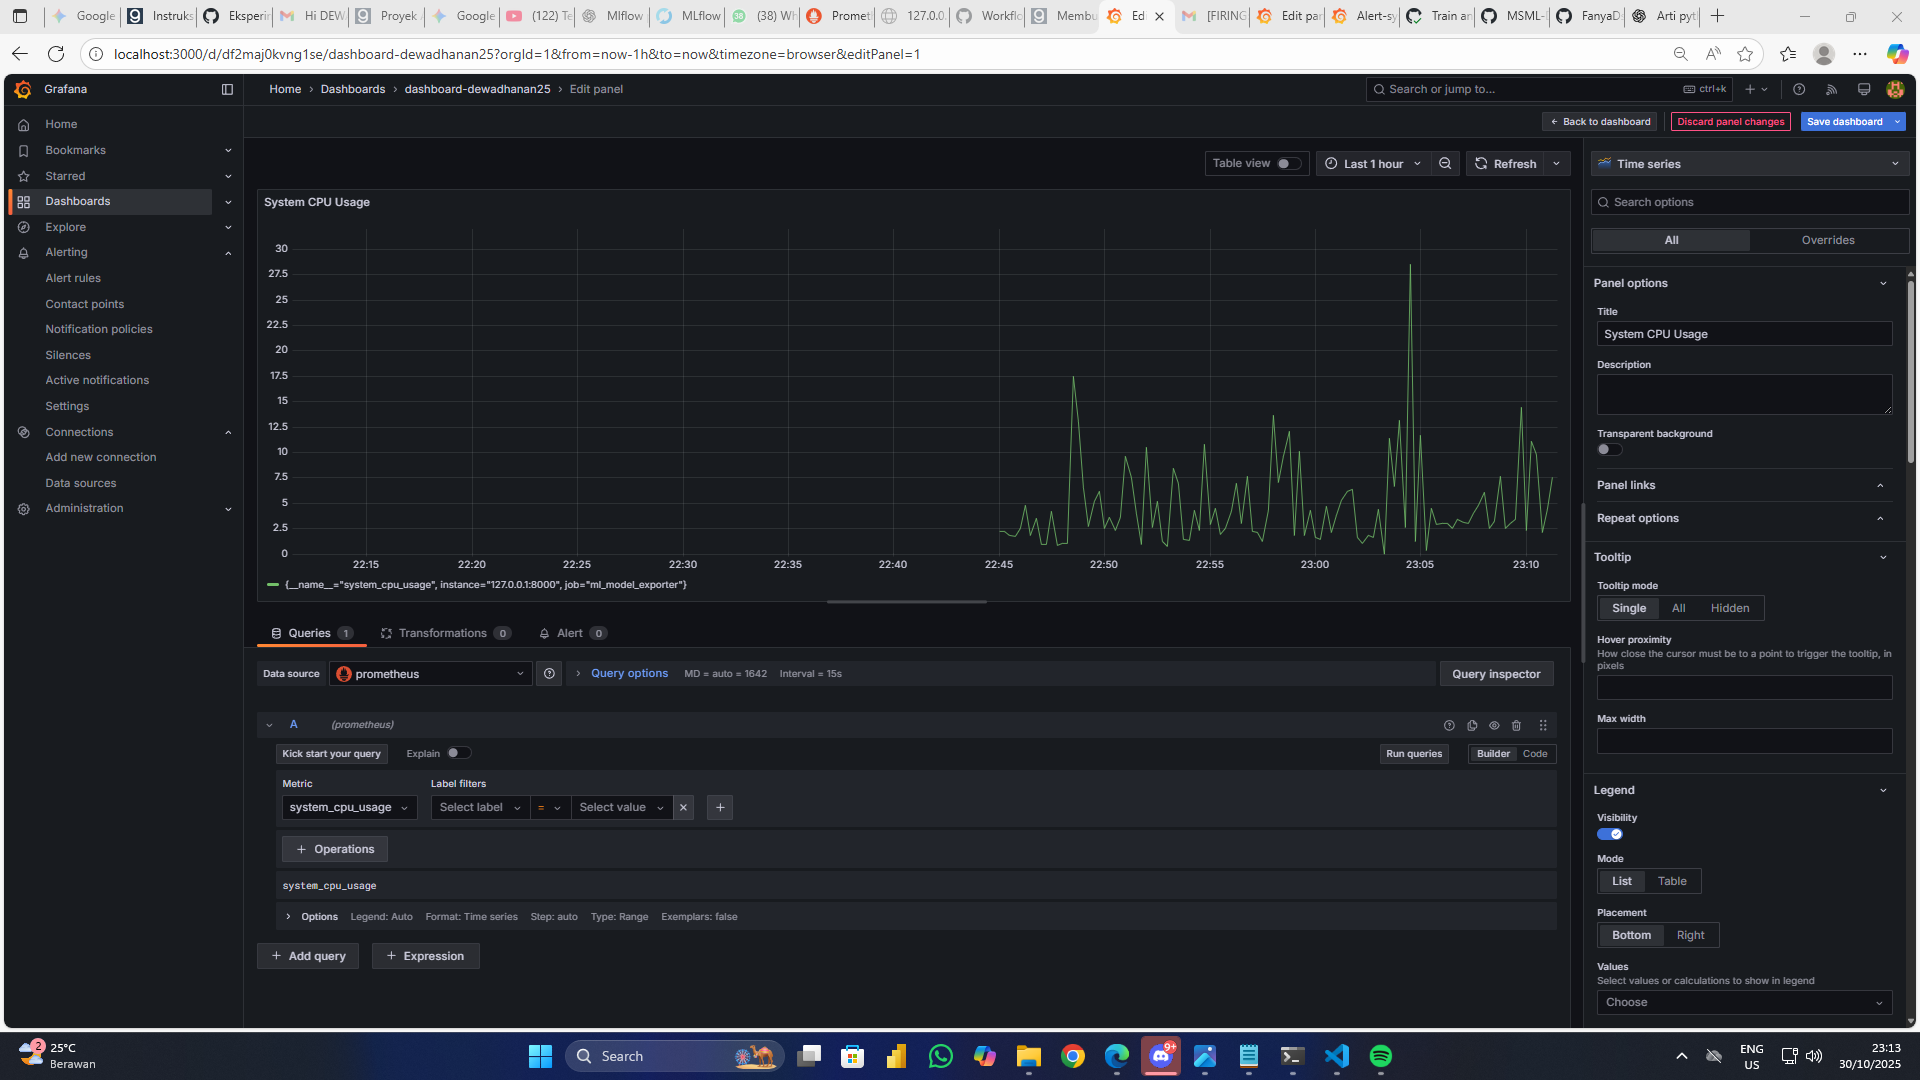 Google
Instruks
Eksperin
Hi DEW
Proyek
Google
(122) Te
Mlflow
MLflow
(38) Wh
Prometh
127.0.0.
Workflo
Membu
Ed
[FIRING
Edit par
Alert-sy
Train an
MSML-
FanyaD
Arti pyt
localhost:3000/d/df2maj0kvng1se/dashboard-dewadhanan25?orgId=1&from=now-1h&to=now&timezone=browser&editPanel=1
Grafana
Home › Dashboards › dashboard-dewadhanan25 › Edit panel
Search or jump to...
ctrl+k
Back to dashboard
Discard panel changes
Save dashboard
Home
Bookmarks
Starred
Dashboards
Explore
Alerting
Alert rules
Contact points
Notification policies
Silences
Active notifications
Settings
Connections
Add new connection
Data sources
Administration
Table view
Last 1 hour
Refresh
System CPU Usage
30
27.5
25
22.5
20
17.5
15
12.5
10
7.5
5
2.5
0
22:15 22:20 22:25 22:30 22:35 22:40 22:45 22:50 22:55 23:00 23:05 23:10
{__name__="system_cpu_usage", instance="127.0.0.1:8000", job="ml_model_exporter"}
Queries 1
Transformations 0
Alert 0
Data source
prometheus
Query options
MD = auto = 1642
Interval = 15s
Query inspector
A
(prometheus)
Kick start your query
Explain
Run queries
Builder
Code
Metric
Label filters
system_cpu_usage
Select label
=
Select value
Operations
system_cpu_usage
Options
Legend: Auto
Format: Time series
Step: auto
Type: Range
Exemplars: false
Add query
Expression
Time series
Search options
All
Overrides
Panel options
Title
System CPU Usage
Description
Transparent background
Panel links
Repeat options
Tooltip
Tooltip mode
Single
All
Hidden
Hover proximity
How close the cursor must be to a point to trigger the tooltip, in
pixels
Max width
Legend
Visibility
Mode
List
Table
Placement
Bottom
Right
Values
Select values or calculations to show in legend
Choose
2
25°C
Berawan
Search
38
9+
ENG
US
23:13
30/10/2025